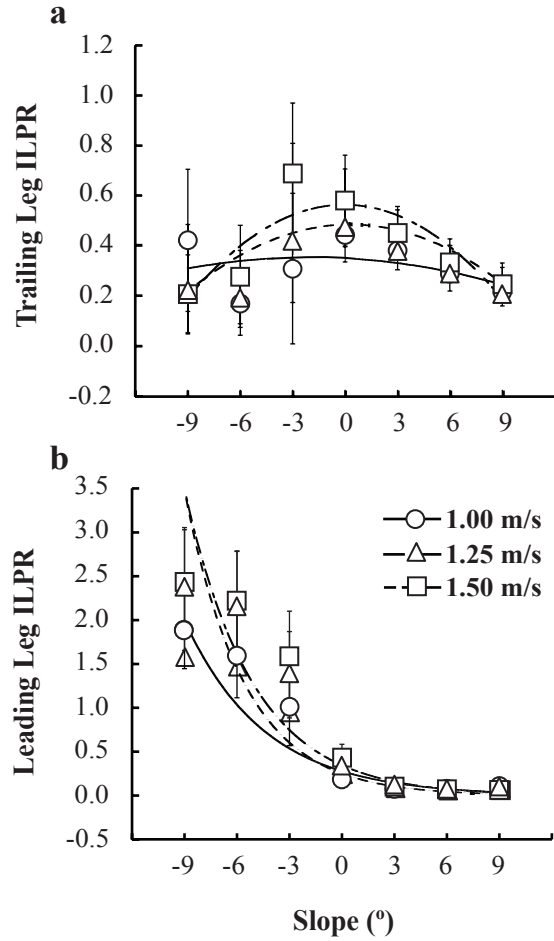 a
Trailing Leg ILPR
1.2
1.0
0.8
0.6
0.4
0.2
0.0
-0.2
-9 -6 -3 0 3 6 9
b
Leading Leg ILPR
3.5
3.0
2.5
2.0
1.5
1.0
0.5
0.0
-0.5
1.00 m/s
1.25 m/s
1.50 m/s
-9 -6 -3 0 3 6 9
Slope (º)